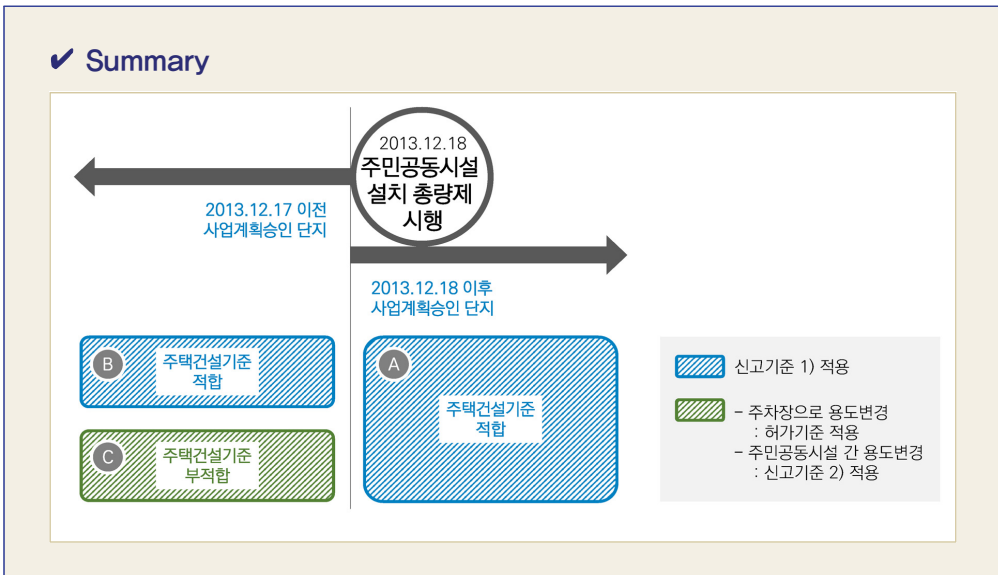 ✔ Summary
2013.12.18
주민공동시설
설치 총량제
시행
2013.12.17 이전
사업계획승인 단지
2013.12.18 이후
사업계획승인 단지
B
주택건설기준
적합
C
주택건설기준
부적합
A
주택건설기준
적합
신고기준 1) 적용
– 주차장으로 용도변경
: 허가기준 적용
– 주민공동시설 간 용도변경
: 신고기준 2) 적용